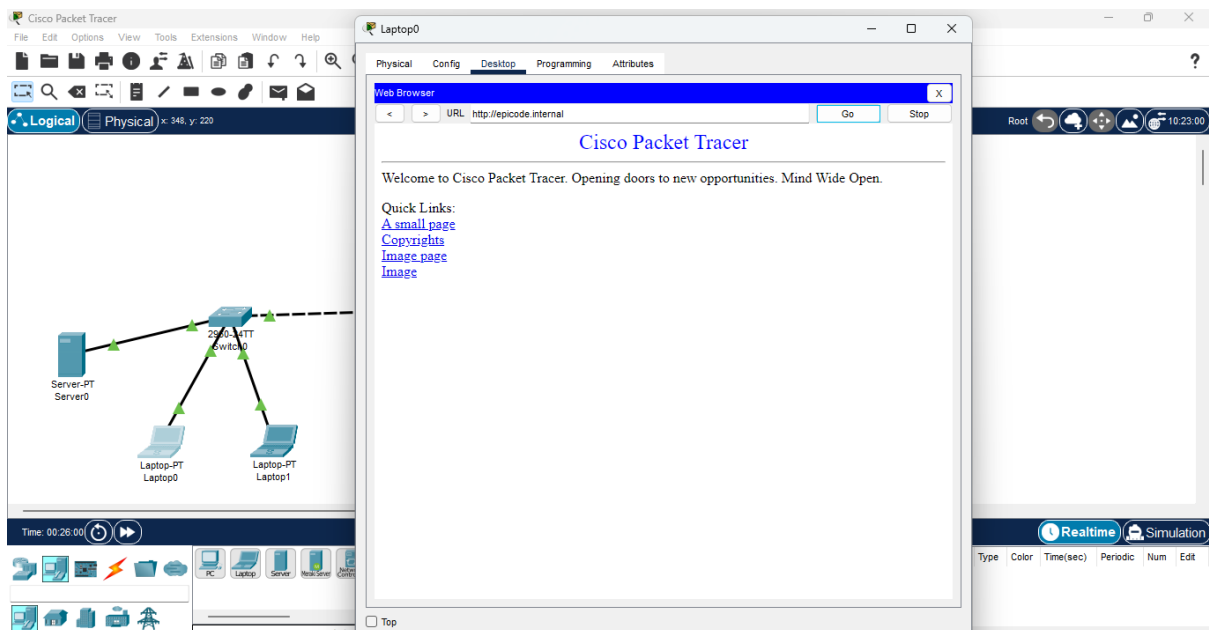 Cisco Packet Tracer
File Edit Options View Tools Extensions Window Help
?
Logical
Physical
x: 348, y: 220
Root
10:23:00
2960-24TT
Switch0
Server-PT
Server0
Laptop-PT
Laptop0
Laptop-PT
Laptop1
Time: 00:26:00
PC
Laptop
Server
Laptop0
Physical Config Desktop Programming Attributes
Web Browser
X
< > URL http://epicode.internal Go Stop
Cisco Packet Tracer
Welcome to Cisco Packet Tracer. Opening doors to new opportunities. Mind Wide Open.
Quick Links:
A small page
Copyrights
Image page
Image
Top
Realtime
Simulation
Type Color Time(sec) Periodic Num Edit